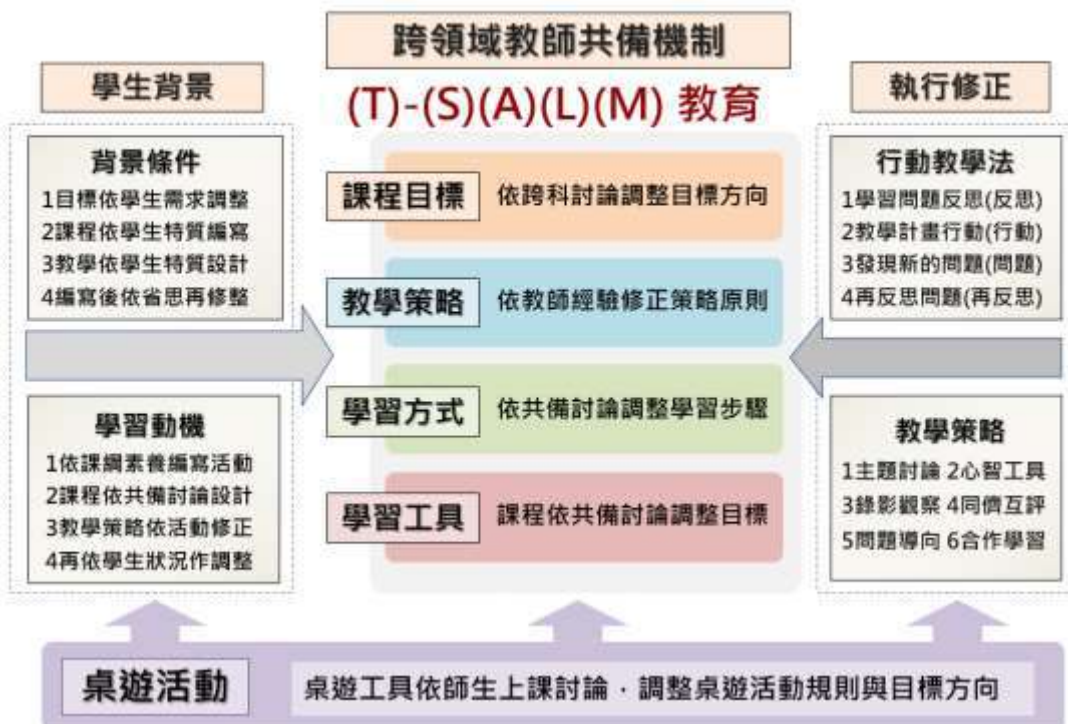 跨領域教師共備機制
(T)-(S)(A)(L)(M) 教育
學生背景
背景條件
1目標依學生需求調整
2課程依學生特質編寫
3教學依學生特質設計
4編寫後依省思再修整
學習動機
1依課綱素養編寫活動
2課程依共備討論設計
3教學策略依活動修正
4再依學生狀況作調整
課程目標 依跨科討論調整目標方向
教學策略 依教師經驗修正策略原則
學習方式 依共備討論調整學習步驟
學習工具 課程依共備討論調整目標
執行修正
行動教學法
1學習問題反思(反思)
2教學計畫行動(行動)
3發現新的問題(問題)
4再反思問題(再反思)
教學策略
1主題討論 2心智工具
3錄影觀察 4同儕互評
5問題導向 6合作學習
桌遊活動 桌遊工具依師生上課討論．調整桌遊活動規則與目標方向